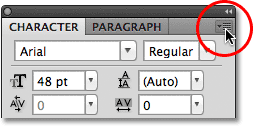 CHARACTER PARAGRAPH
Arial Regular
48 pt (Auto)
0 0